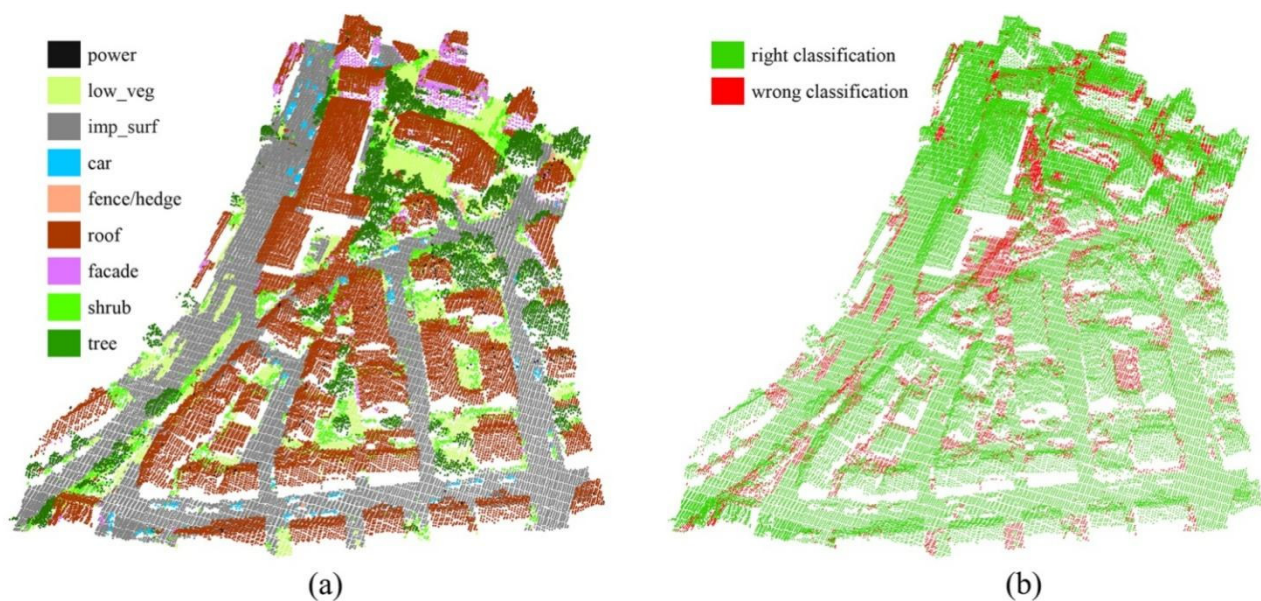 power
low_veg
imp_surf
car
fence/hedge
roof
facade
shrub
tree
right classification
wrong classification
(a)
(b)